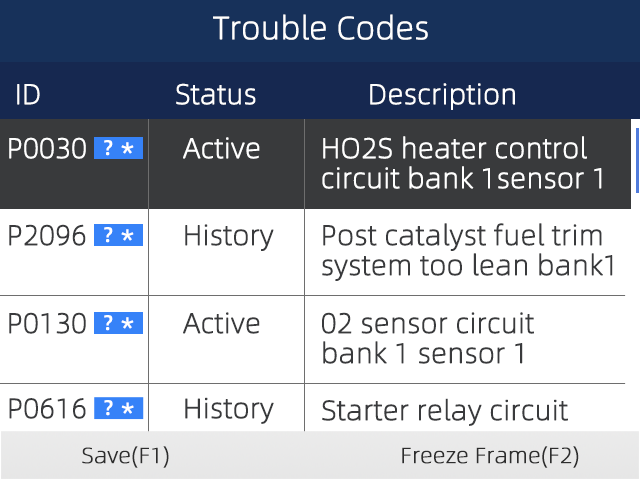 Trouble Codes
ID Status Description
P0030 ? * Active HO2S heater control
circuit bank 1 sensor 1
P2096 ? * History Post catalyst fuel trim
system too lean bank1
P0130 ? * Active 02 sensor circuit
bank 1 sensor 1
P0616 ? * History Starter relay circuit
Save(F1) Freeze Frame(F2)